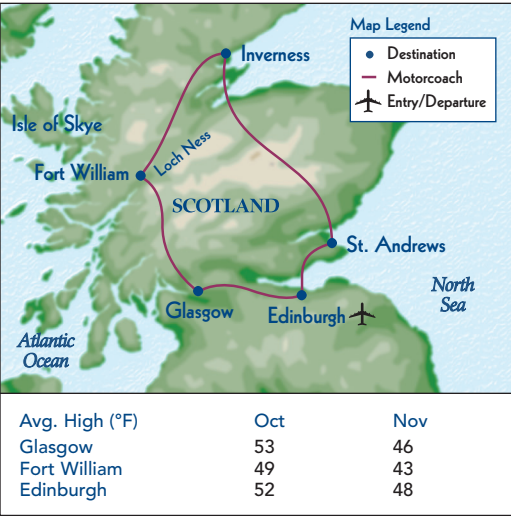 Map Legend
Destination
Motorcoach
Entry/Departure
Inverness
Isle of Skye
Loch Ness
Fort William
SCOTLAND
St. Andrews
North
Sea
Glasgow
Edinburgh
Atlantic
Ocean
Avg. High (°F) Oct Nov
Glasgow 53 46
Fort William 49 43
Edinburgh 52 48